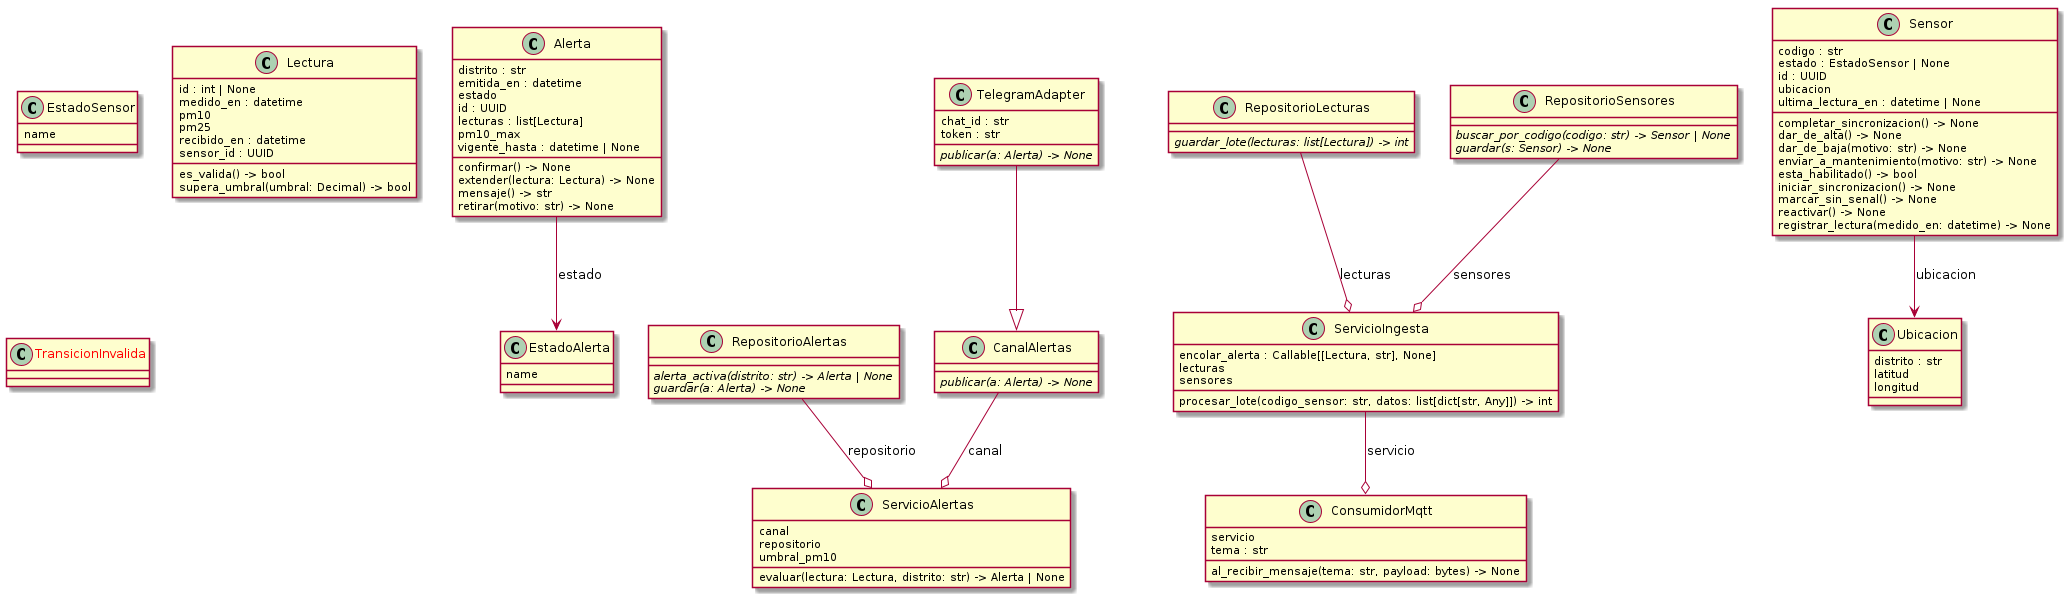 C EstadoSensor
name
C Lectura
id : int | None
medido_en : datetime
pm10
pm25
recibido_en : datetime
sensor_id : UUID
es_valida() -> bool
supera_umbral(umbral: Decimal) -> bool
C Alerta
distrito : str
emitida_en : datetime
estado
id : UUID
lecturas : list[Lectura]
pm10_max
vigente_hasta : datetime | None
confirmar() -> None
extender(lectura: Lectura) -> None
mensaje() -> str
retirar(motivo: str) -> None
C TelegramAdapter
chat_id : str
token : str
publicar(a: Alerta) -> None
C RepositorioLecturas
guardar_lote(lecturas: list[Lectura]) -> int
C RepositorioSensores
buscar_por_codigo(codigo: str) -> Sensor | None
guardar(s: Sensor) -> None
C Sensor
codigo : str
estado : EstadoSensor | None
id : UUID
ubicacion
ultima_lectura_en : datetime | None
completar_sincronizacion() -> None
dar_de_alta() -> None
dar_de_baja(motivo: str) -> None
enviar_a_mantenimiento(motivo: str) -> None
esta_habilitado() -> bool
iniciar_sincronizacion() -> None
marcar_sin_senal() -> None
reactivar() -> None
registrar_lectura(medido_en: datetime) -> None
estado
lecturas
sensores
ubicacion
C TransicionInvalida
C EstadoAlerta
name
C RepositorioAlertas
alerta_activa(distrito: str) -> Alerta | None
guardar(a: Alerta) -> None
C CanalAlertas
publicar(a: Alerta) -> None
C ServicioIngesta
encolar_alerta : Callable[[Lectura, str], None]
lecturas
sensores
procesar_lote(codigo_sensor: str, datos: list[dict[str, Any]]) -> int
C Ubicacion
distrito : str
latitud
longitud
repositorio
canal
servicio
C ServicioAlertas
canal
repositorio
umbral_pm10
evaluar(lectura: Lectura, distrito: str) -> Alerta | None
C ConsumidorMqtt
servicio
tema : str
al_recibir_mensaje(tema: str, payload: bytes) -> None